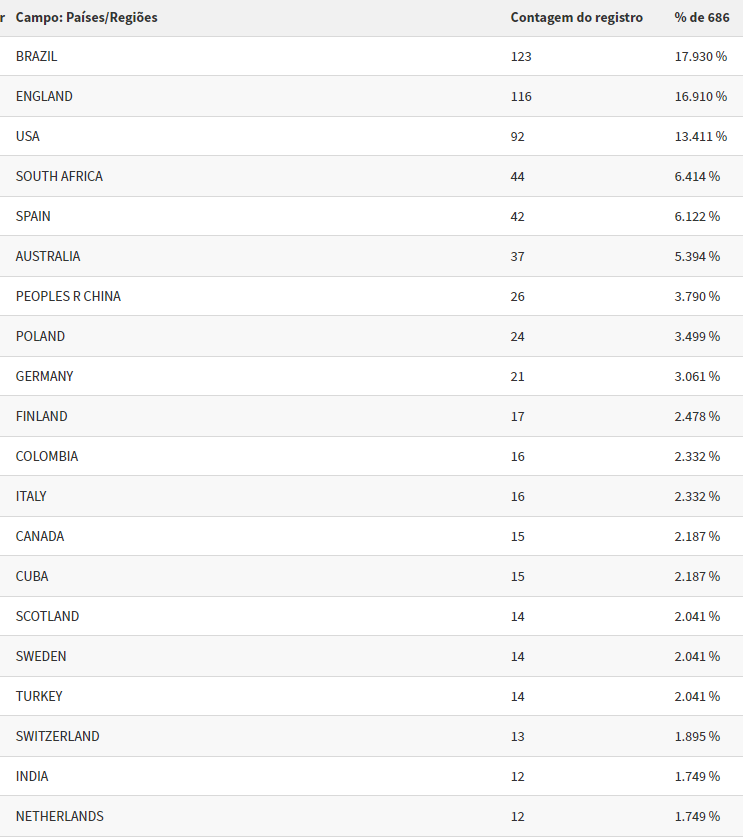 r Campo: Países/Regiões Contagem do registro % de 686
BRAZIL 123 17.930 %
ENGLAND 116 16.910 %
USA 92 13.411 %
SOUTH AFRICA 44 6.414 %
SPAIN 42 6.122 %
AUSTRALIA 37 5.394 %
PEOPLES R CHINA 26 3.790 %
POLAND 24 3.499 %
GERMANY 21 3.061 %
FINLAND 17 2.478 %
COLOMBIA 16 2.332 %
ITALY 16 2.332 %
CANADA 15 2.187 %
CUBA 15 2.187 %
SCOTLAND 14 2.041 %
SWEDEN 14 2.041 %
TURKEY 14 2.041 %
SWITZERLAND 13 1.895 %
INDIA 12 1.749 %
NETHERLANDS 12 1.749 %